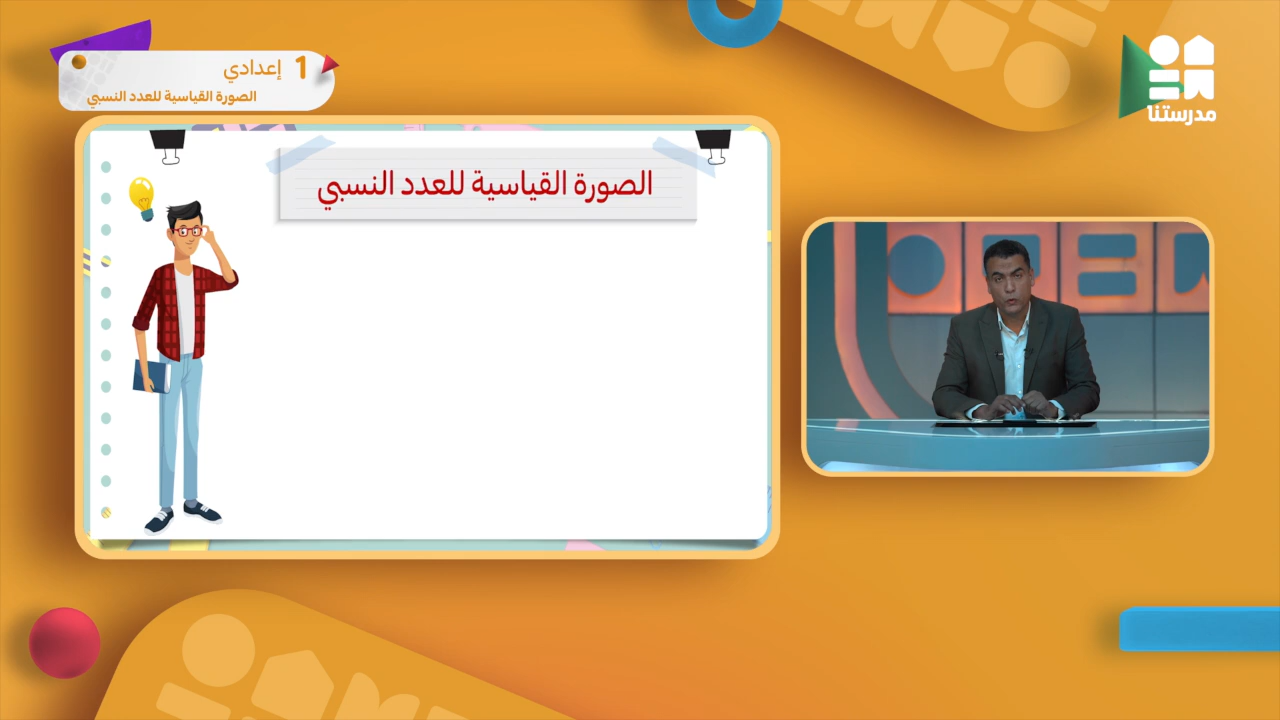 1 إعدادي
الصورة القياسية للعدد النسبي
مدرستنا
الصورة القياسية للعدد النسبي